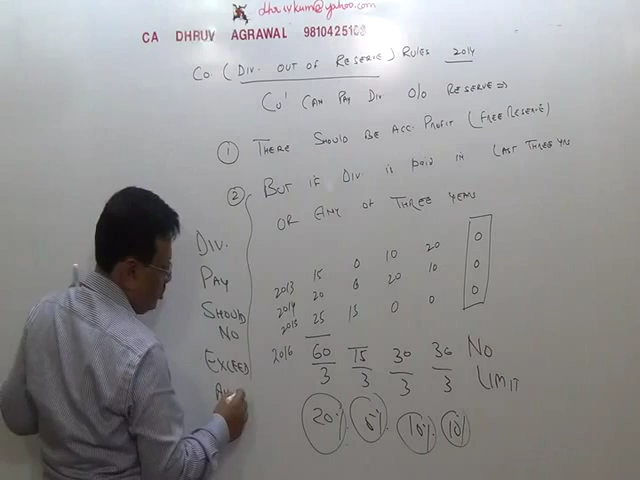 dhruvkum@yahoo.com
CA DHRUV AGRAWAL 9810425103
Co. (DIV. OUT OF RESERVE) RULES 2014
Co' CAN PAY DIV O/O RESERVE ⇒
① THERE SHOULD BE ACC. PROFIT (FREE RESERVE)
② BUT IF DIV. IS PAID IN LAST THREE YRS
OR ANY OF THREE YEARS
DIV.
PAY
SHOULD
NO
EXCEED
2013 15 0 10 20 0
2014 20 0 20 10 0
2015 25 15 0 0 0
2016 60/3 15/3 30/3 30/3 NO LIMIT
20% 5% 10% 10%